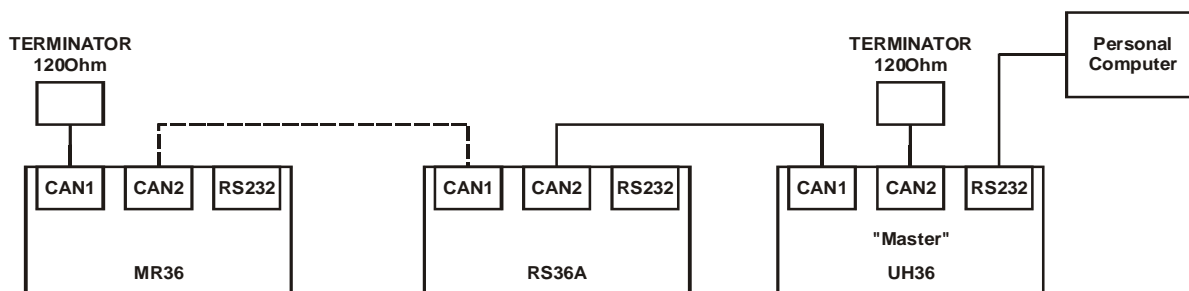 TERMINATOR
120Ohm
TERMINATOR
120Ohm
Personal
Computer
CAN1
CAN2
RS232
CAN1
CAN2
RS232
CAN1
CAN2
RS232
"Master"
MR36
RS36A
UH36